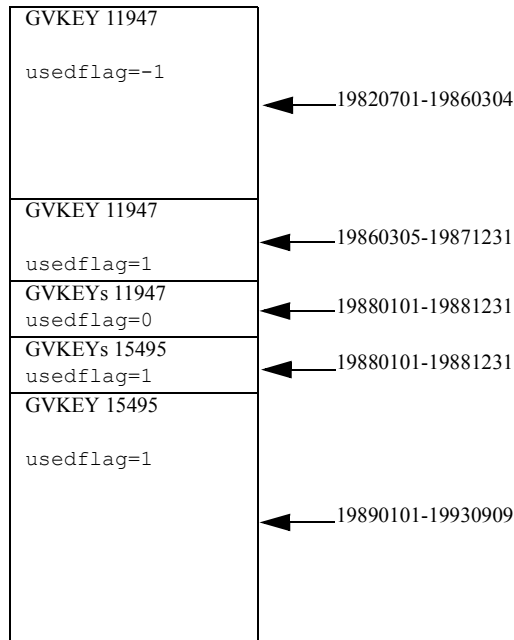 GVKEY 11947
usedflag=-1
19820701-19860304
GVKEY 11947
19860305-19871231
usedflag=1
GVKEYs 11947
usedflag=0
19880101-19881231
GVKEYs 15495
usedflag=1
19880101-19881231
GVKEY 15495
usedflag=1
19890101-19930909